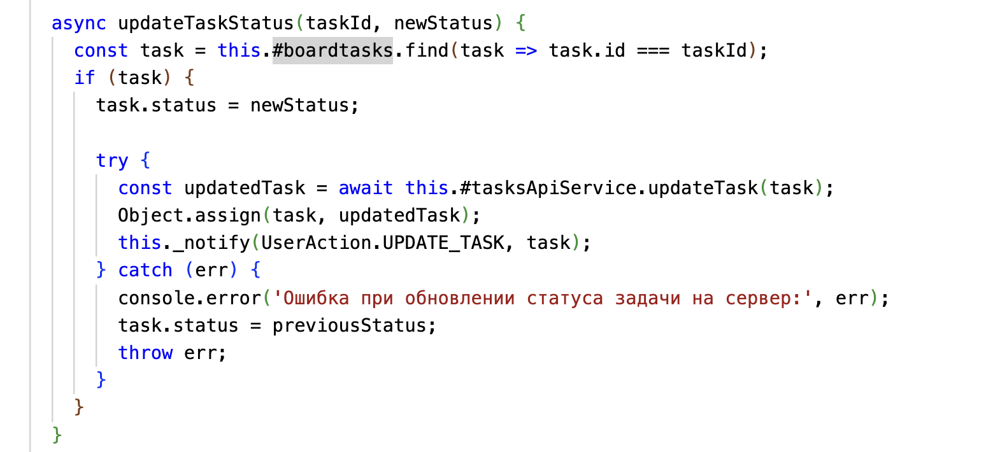 async updateTaskStatus(taskId, newStatus) {
const task = this.#boardtasks.find(task => task.id === taskId);
if (task) {
task.status = newStatus;
try {
const updatedTask = await this.#tasksApiService.updateTask(task);
Object.assign(task, updatedTask);
this._notify(UserAction.UPDATE_TASK, task);
} catch (err) {
console.error('Ошибка при обновлении статуса задачи на сервер:', err);
task.status = previousStatus;
throw err;
}
}
}